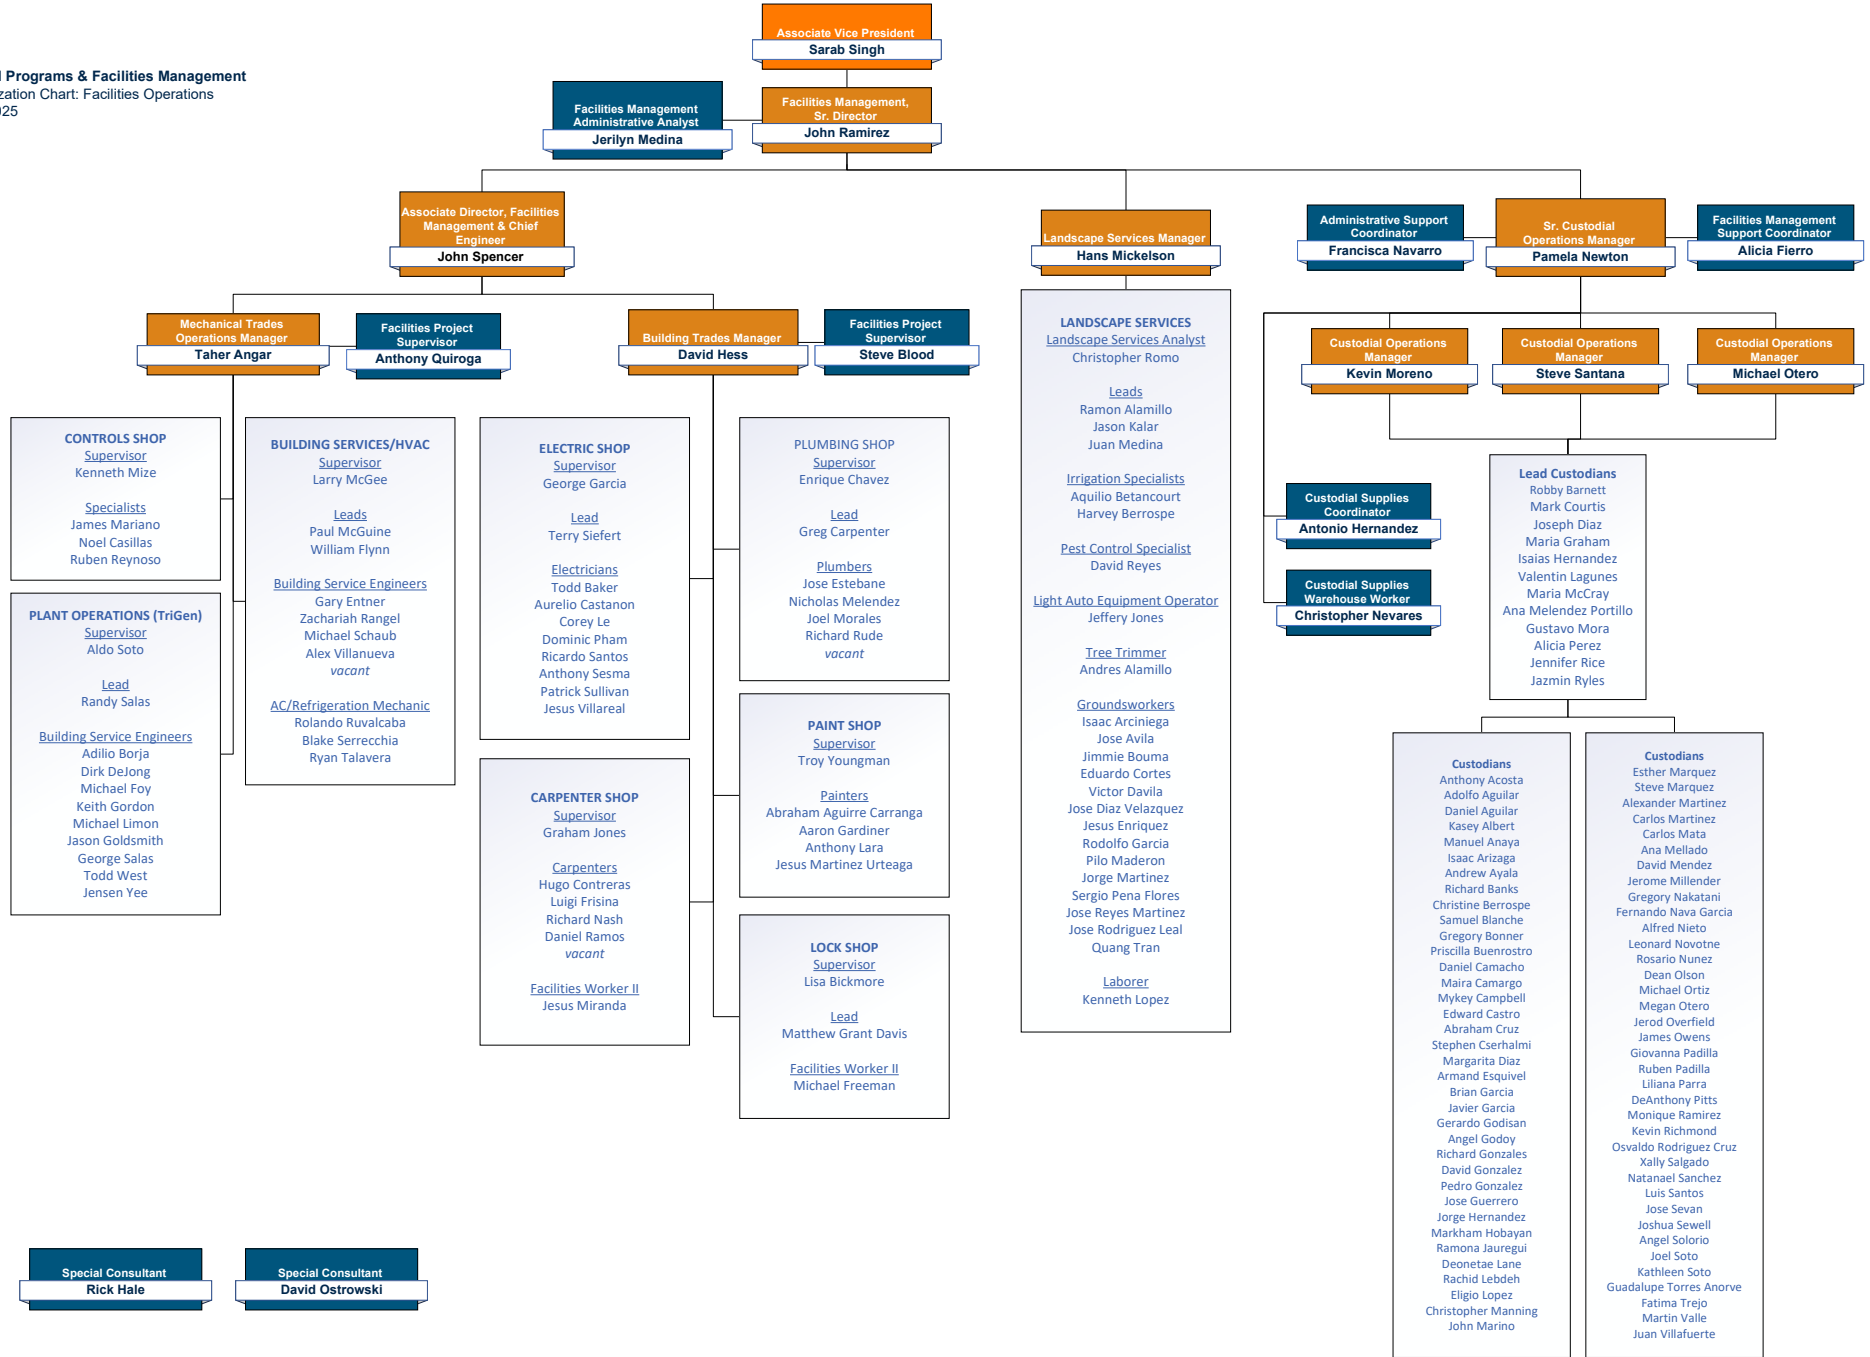 Programs & Facilities Management
zation Chart: Facilities Operations
025
Associate Vice President
Sarab Singh
Facilities Management
Administrative Analyst
Jerilyn Medina
Facilities Management,
Sr. Director
John Ramirez
Associate Director, Facilities
Management & Chief
Engineer
John Spencer
Landscape Services Manager
Hans Mickelson
Administrative Support
Coordinator
Francisca Navarro
Sr. Custodial
Operations Manager
Pamela Newton
Facilities Management
Support Coordinator
Alicia Fierro
Mechanical Trades
Operations Manager
Taher Angar
Facilities Project
Supervisor
Anthony Quiroga
Building Trades Manager
David Hess
Facilities Project
Supervisor
Steve Blood
Custodial Operations
Manager
Kevin Moreno
Custodial Operations
Manager
Steve Santana
Custodial Operations
Manager
Michael Otero
CONTROLS SHOP
Supervisor
Kenneth Mize
Specialists
James Mariano
Noel Casillas
Ruben Reynoso
PLANT OPERATIONS (TriGen)
Supervisor
Aldo Soto
Lead
Randy Salas
Building Service Engineers
Adilio Borja
Dirk DeJong
Michael Foy
Keith Gordon
Michael Limon
Jason Goldsmith
George Salas
Todd West
Jensen Yee
BUILDING SERVICES/HVAC
Supervisor
Larry McGee
Leads
Paul McGuine
William Flynn
Building Service Engineers
Gary Entner
Zachariah Rangel
Michael Schaub
Alex Villanueva
vacant
AC/Refrigeration Mechanic
Rolando Ruvalcaba
Blake Serrecchia
Ryan Talavera
ELECTRIC SHOP
Supervisor
George Garcia
Lead
Terry Siefert
Electricians
Todd Baker
Aurelio Castanon
Corey Le
Dominic Pham
Ricardo Santos
Anthony Sesma
Patrick Sullivan
Jesus Villareal
CARPENTER SHOP
Supervisor
Graham Jones
Carpenters
Hugo Contreras
Luigi Frisina
Richard Nash
Daniel Ramos
vacant
Facilities Worker II
Jesus Miranda
PLUMBING SHOP
Supervisor
Enrique Chavez
Lead
Greg Carpenter
Plumbers
Jose Estebane
Nicholas Melendez
Joel Morales
Richard Rude
vacant
PAINT SHOP
Supervisor
Troy Youngman
Painters
Abraham Aguirre Carranga
Aaron Gardiner
Anthony Lara
Jesus Martinez Urteaga
LOCK SHOP
Supervisor
Lisa Bickmore
Lead
Matthew Grant Davis
Facilities Worker II
Michael Freeman
LANDSCAPE SERVICES
Landscape Services Analyst
Christopher Romo
Leads
Ramon Alamillo
Jason Kalar
Juan Medina
Irrigation Specialists
Aquilio Betancourt
Harvey Berrospe
Pest Control Specialist
David Reyes
Light Auto Equipment Operator
Jeffery Jones
Tree Trimmer
Andres Alamillo
Groundsworkers
Isaac Arciniega
Jose Avila
Jimmie Bouma
Eduardo Cortes
Victor Davila
Jose Diaz Velazquez
Jesus Enriquez
Rodolfo Garcia
Pilo Maderon
Jorge Martinez
Sergio Pena Flores
Jose Reyes Martinez
Jose Rodriguez Leal
Quang Tran
Laborer
Kenneth Lopez
Custodial Supplies
Coordinator
Antonio Hernandez
Custodial Supplies
Warehouse Worker
Christopher Nevares
Lead Custodians
Robby Barnett
Mark Courtis
Joseph Diaz
Maria Graham
Isaias Hernandez
Valentin Lagunes
Maria McCray
Ana Melendez Portillo
Gustavo Mora
Alicia Perez
Jennifer Rice
Jazmin Ryles
Custodians
Anthony Acosta
Adolfo Aguilar
Daniel Aguilar
Kasey Albert
Manuel Anaya
Isaac Arizaga
Andrew Ayala
Richard Banks
Christine Berrospe
Samuel Blanche
Gregory Bonner
Priscilla Buenrostro
Daniel Camacho
Maira Camargo
Mykey Campbell
Edward Castro
Abraham Cruz
Stephen Cserhalmi
Margarita Diaz
Armand Esquivel
Brian Garcia
Javier Garcia
Gerardo Godisan
Angel Godoy
Richard Gonzales
David Gonzalez
Pedro Gonzalez
Jose Guerrero
Jorge Hernandez
Markham Hobayan
Ramona Jauregui
Deonetae Lane
Rachid Lebdeh
Eligio Lopez
Christopher Manning
John Marino
Custodians
Esther Marquez
Steve Marquez
Alexander Martinez
Carlos Martinez
Carlos Mata
Ana Mellado
David Mendez
Jerome Millender
Gregory Nakatani
Fernando Nava Garcia
Alfred Nieto
Leonard Novotne
Rosario Nunez
Dean Olson
Michael Ortiz
Megan Otero
Jerod Overfield
James Owens
Giovanna Padilla
Ruben Padilla
Liliana Parra
DeAnthony Pitts
Monique Ramirez
Kevin Richmond
Osvaldo Rodriguez Cruz
Xally Salgado
Natanael Sanchez
Luis Santos
Jose Sevan
Joshua Sewell
Angel Solorio
Joel Soto
Kathleen Soto
Guadalupe Torres Anorve
Fatima Trejo
Martin Valle
Juan Villafuerte
Special Consultant
Rick Hale
Special Consultant
David Ostrowski